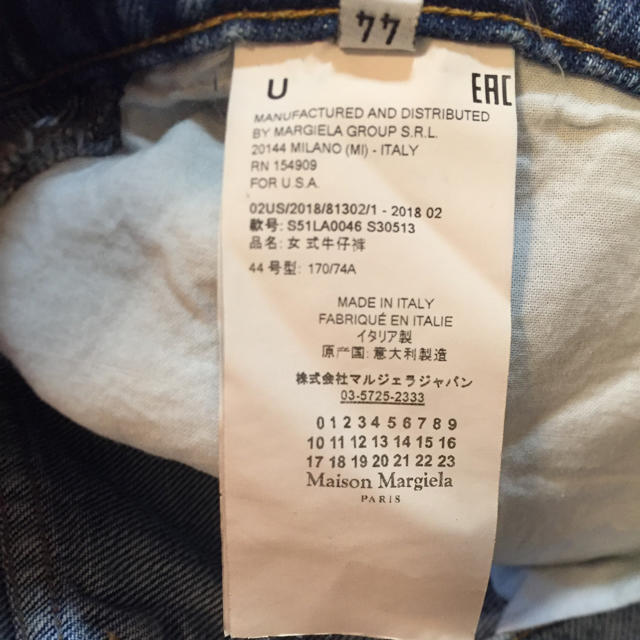 44
U EAC
MANUFACTURED AND DISTRIBUTED
BY MARGIELA GROUP S.R.L.
20144 MILANO (MI) - ITALY
RN 154909
FOR U.S.A.
02US/2018/81302/1 - 2018 02
款号: S51LA0046 S30513
品名: 女 式牛仔裤
44 号型: 170/74A
MADE IN ITALY
FABRIQUÉ EN ITALIE
イタリア製
原产国: 意大利製造
株式会社マルジェラジャパン
03-5725-2333
0 1 2 3 4 5 6 7 8 9
10 11 12 13 14 15 16
17 18 19 20 21 22 23
Maison Margiela
PARIS